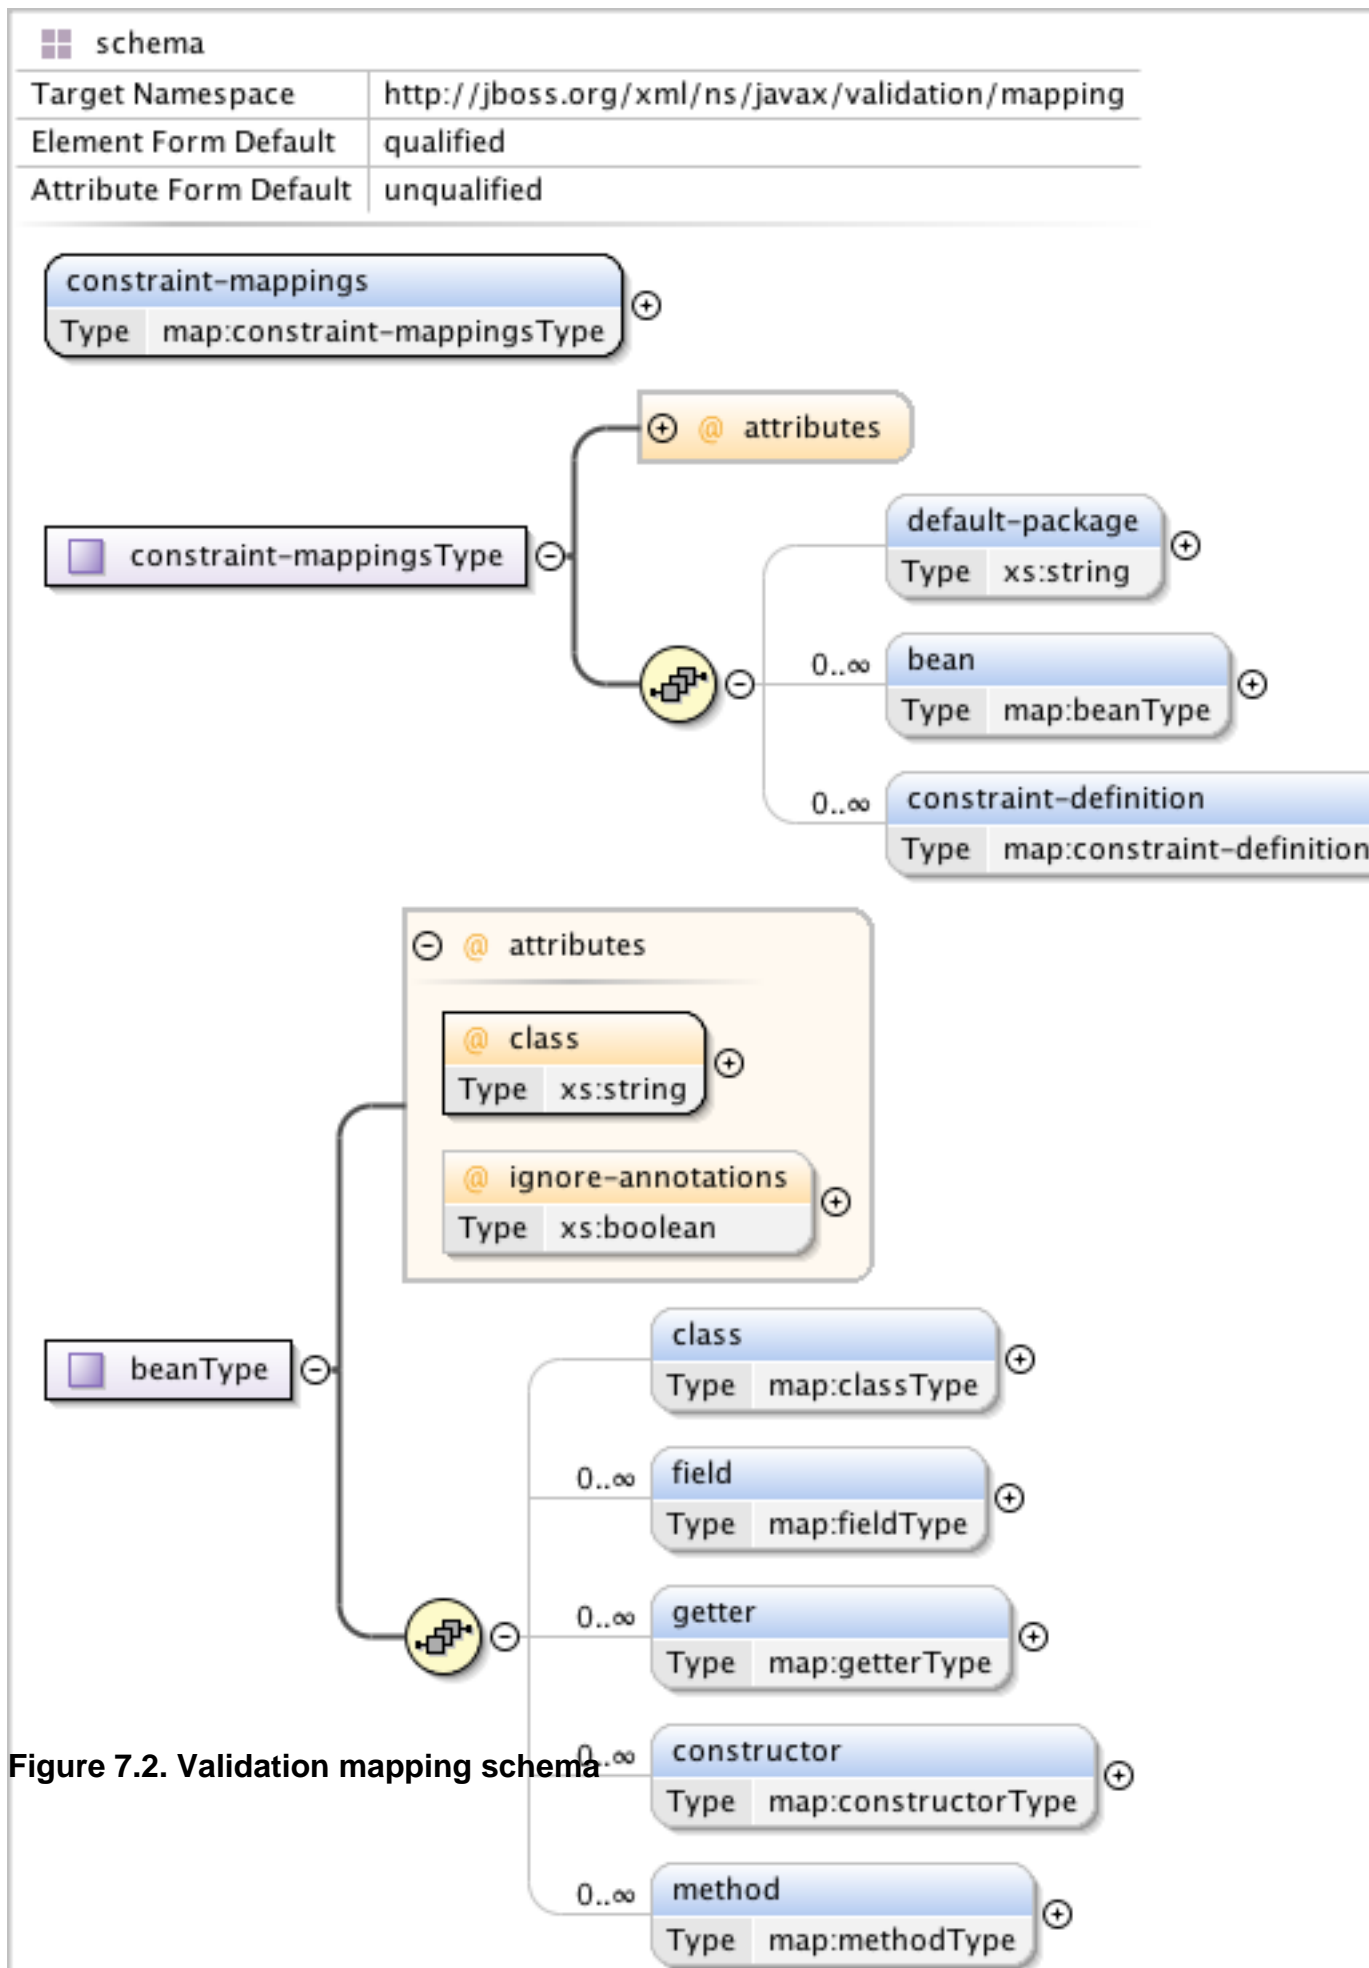 schema
Target Namespace http://jboss.org/xml/ns/javax/validation/mapping
Element Form Default qualified
Attribute Form Default unqualified
constraint-mappings
Type map:constraint-mappingsType
@ attributes
constraint-mappingsType
default-package
Type xs:string
0..∞ bean
Type map:beanType
0..∞ constraint-definition
Type map:constraint-definition
@ attributes
@ class
Type xs:string
@ ignore-annotations
Type xs:boolean
beanType
class
Type map:classType
0..∞ field
Type map:fieldType
0..∞ getter
Type map:getterType
0..∞ constructor
Type map:constructorType
Figure 7.2. Validation mapping schema
0..∞ method
Type map:methodType